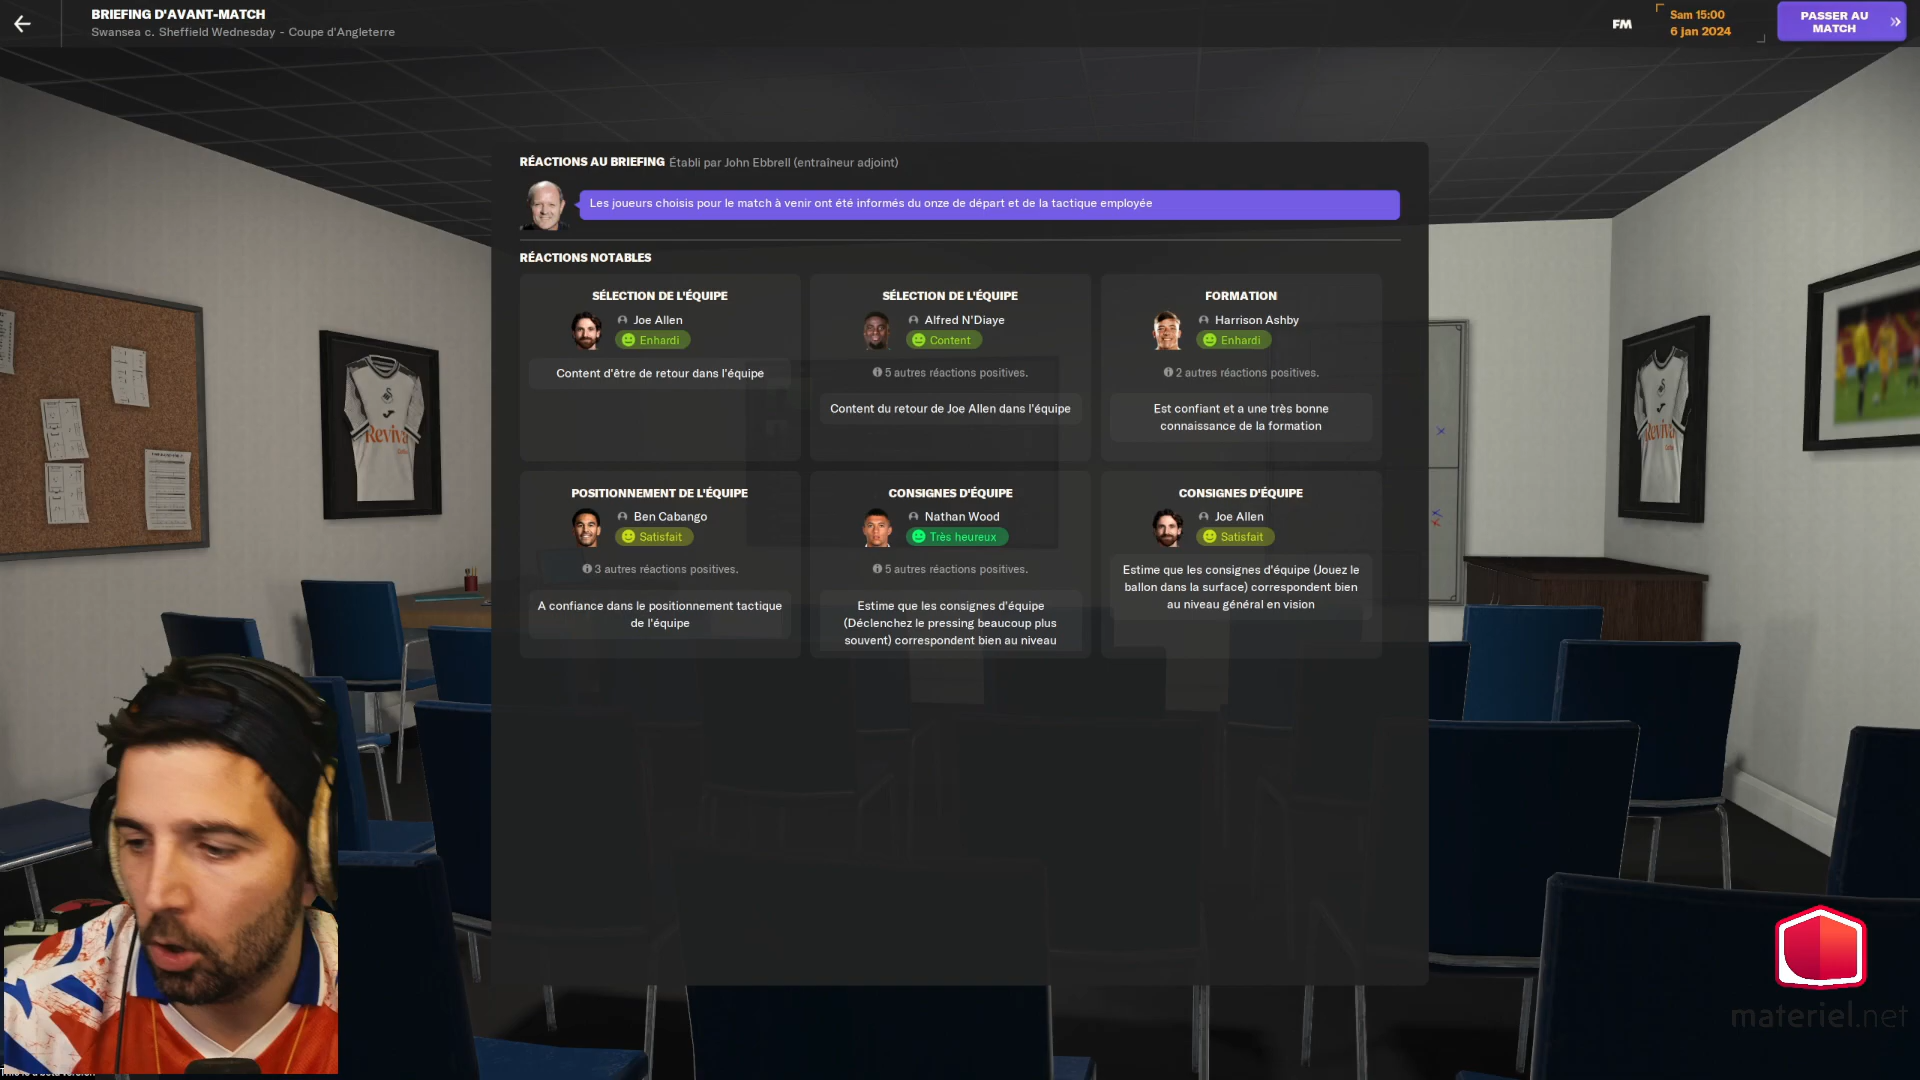 BRIEFING D'AVANT-MATCH
Swansea c. Sheffield Wednesday - Coupe d'Angleterre
FM
Sam 15:00
6 jan 2024
PASSER AU
MATCH
RÉACTIONS AU BRIEFING Établi par John Ebbrell (entraîneur adjoint)
Les joueurs choisis pour le match à venir ont été informés du onze de départ et de la tactique employée
RÉACTIONS NOTABLES
SÉLECTION DE L'ÉQUIPE
Joe Allen
Enhardi
Content d'être de retour dans l'équipe
SÉLECTION DE L'ÉQUIPE
Alfred N'Diaye
Content
5 autres réactions positives.
Content du retour de Joe Allen dans l'équipe
FORMATION
Harrison Ashby
Enhardi
2 autres réactions positives.
Est confiant et a une très bonne
connaissance de la formation
POSITIONNEMENT DE L'ÉQUIPE
Ben Cabango
Satisfait
3 autres réactions positives.
A confiance dans le positionnement tactique
de l'équipe
CONSIGNES D'ÉQUIPE
Nathan Wood
Très heureux
5 autres réactions positives.
Estime que les consignes d'équipe
(Déclenchez le pressing beaucoup plus
souvent) correspondent bien au niveau
CONSIGNES D'ÉQUIPE
Joe Allen
Satisfait
Estime que les consignes d'équipe (Jouez le
ballon dans la surface) correspondent bien
au niveau général en vision
Reviva
Reviva
materiel.net